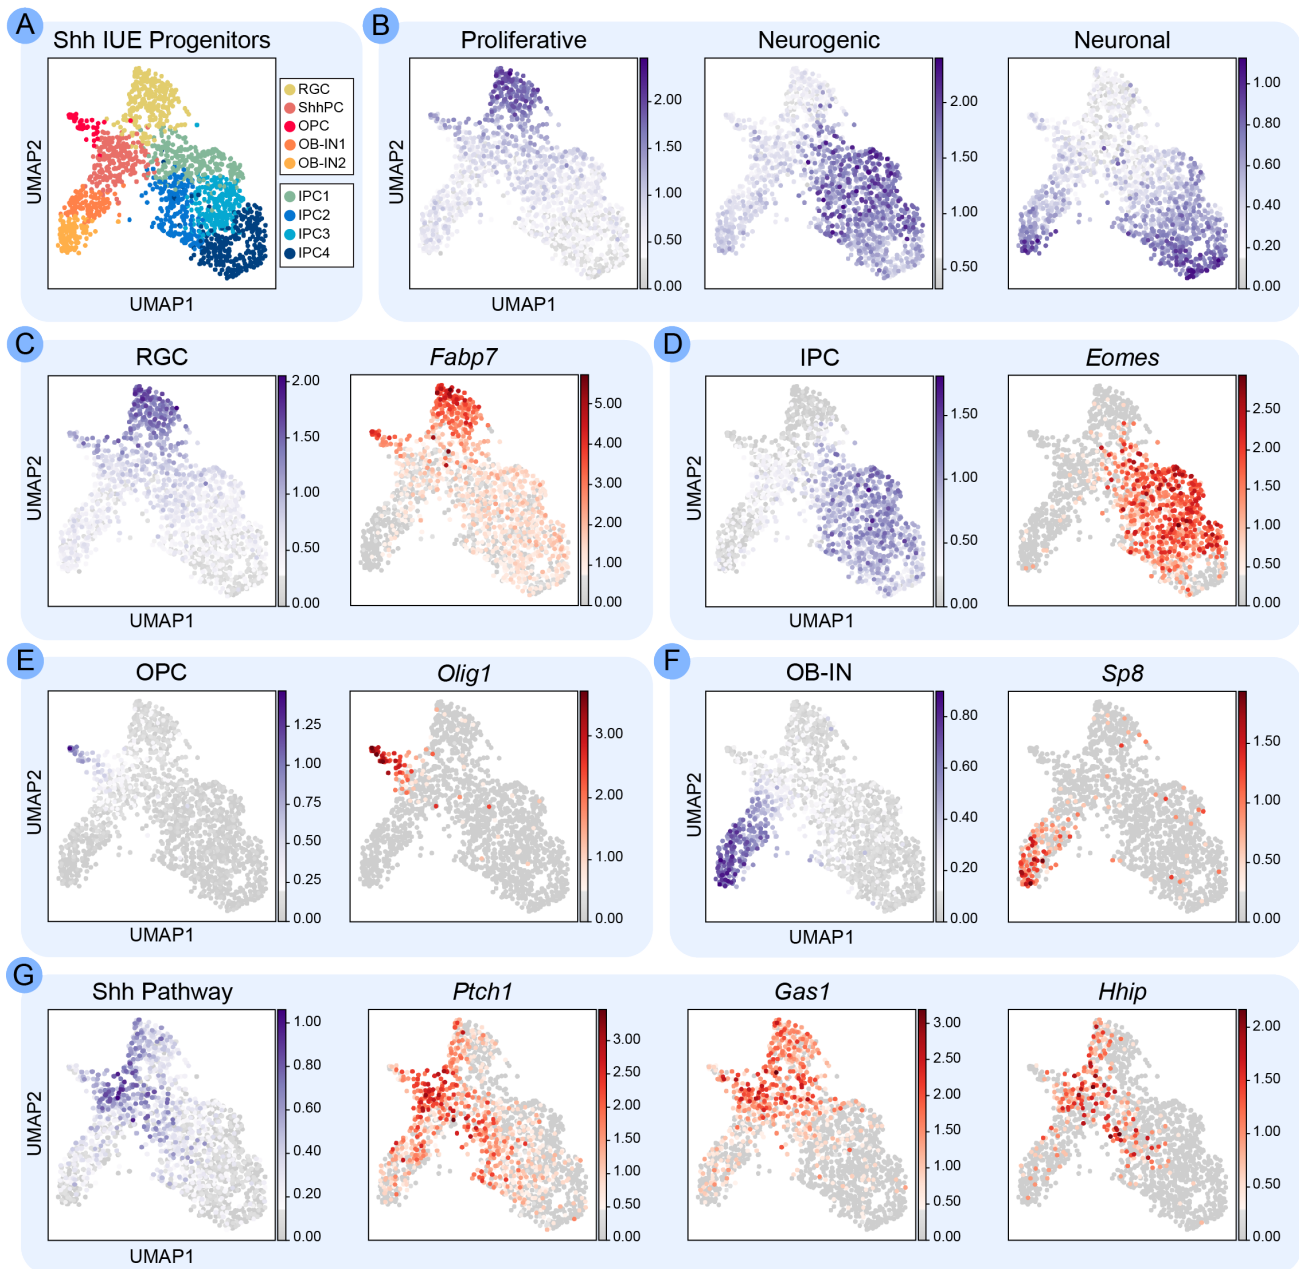 A
Shh IUE Progenitors
UMAP2
UMAP1
RGC
ShhPC
OPC
OB-IN1
OB-IN2
IPC1
IPC2
IPC3
IPC4
B
Proliferative
Neurogenic
Neuronal
UMAP2
UMAP1
2.00
1.50
1.00
0.50
0.00
2.00
1.50
1.00
0.50
1.00
0.80
0.60
0.40
0.20
0.00
C
RGC
Fabp7
UMAP2
UMAP1
2.00
1.50
1.00
0.50
0.00
5.00
4.00
3.00
2.00
1.00
0.00
D
IPC
Eomes
UMAP2
UMAP1
1.50
1.00
0.50
0.00
2.50
2.00
1.50
1.00
0.50
0.00
E
OPC
Olig1
UMAP2
UMAP1
1.25
1.00
0.75
0.50
0.25
0.00
3.00
2.00
1.00
0.00
F
OB-IN
Sp8
UMAP2
UMAP1
0.80
0.60
0.40
0.20
0.00
1.50
1.00
0.50
0.00
G
Shh Pathway
Ptch1
Gas1
Hhip
UMAP2
UMAP1
1.00
0.80
0.60
0.40
0.20
0.00
3.00
2.50
2.00
1.50
1.00
0.50
0.00
3.00
2.50
2.00
1.50
1.00
0.50
0.00
2.00
1.50
1.00
0.50
0.00